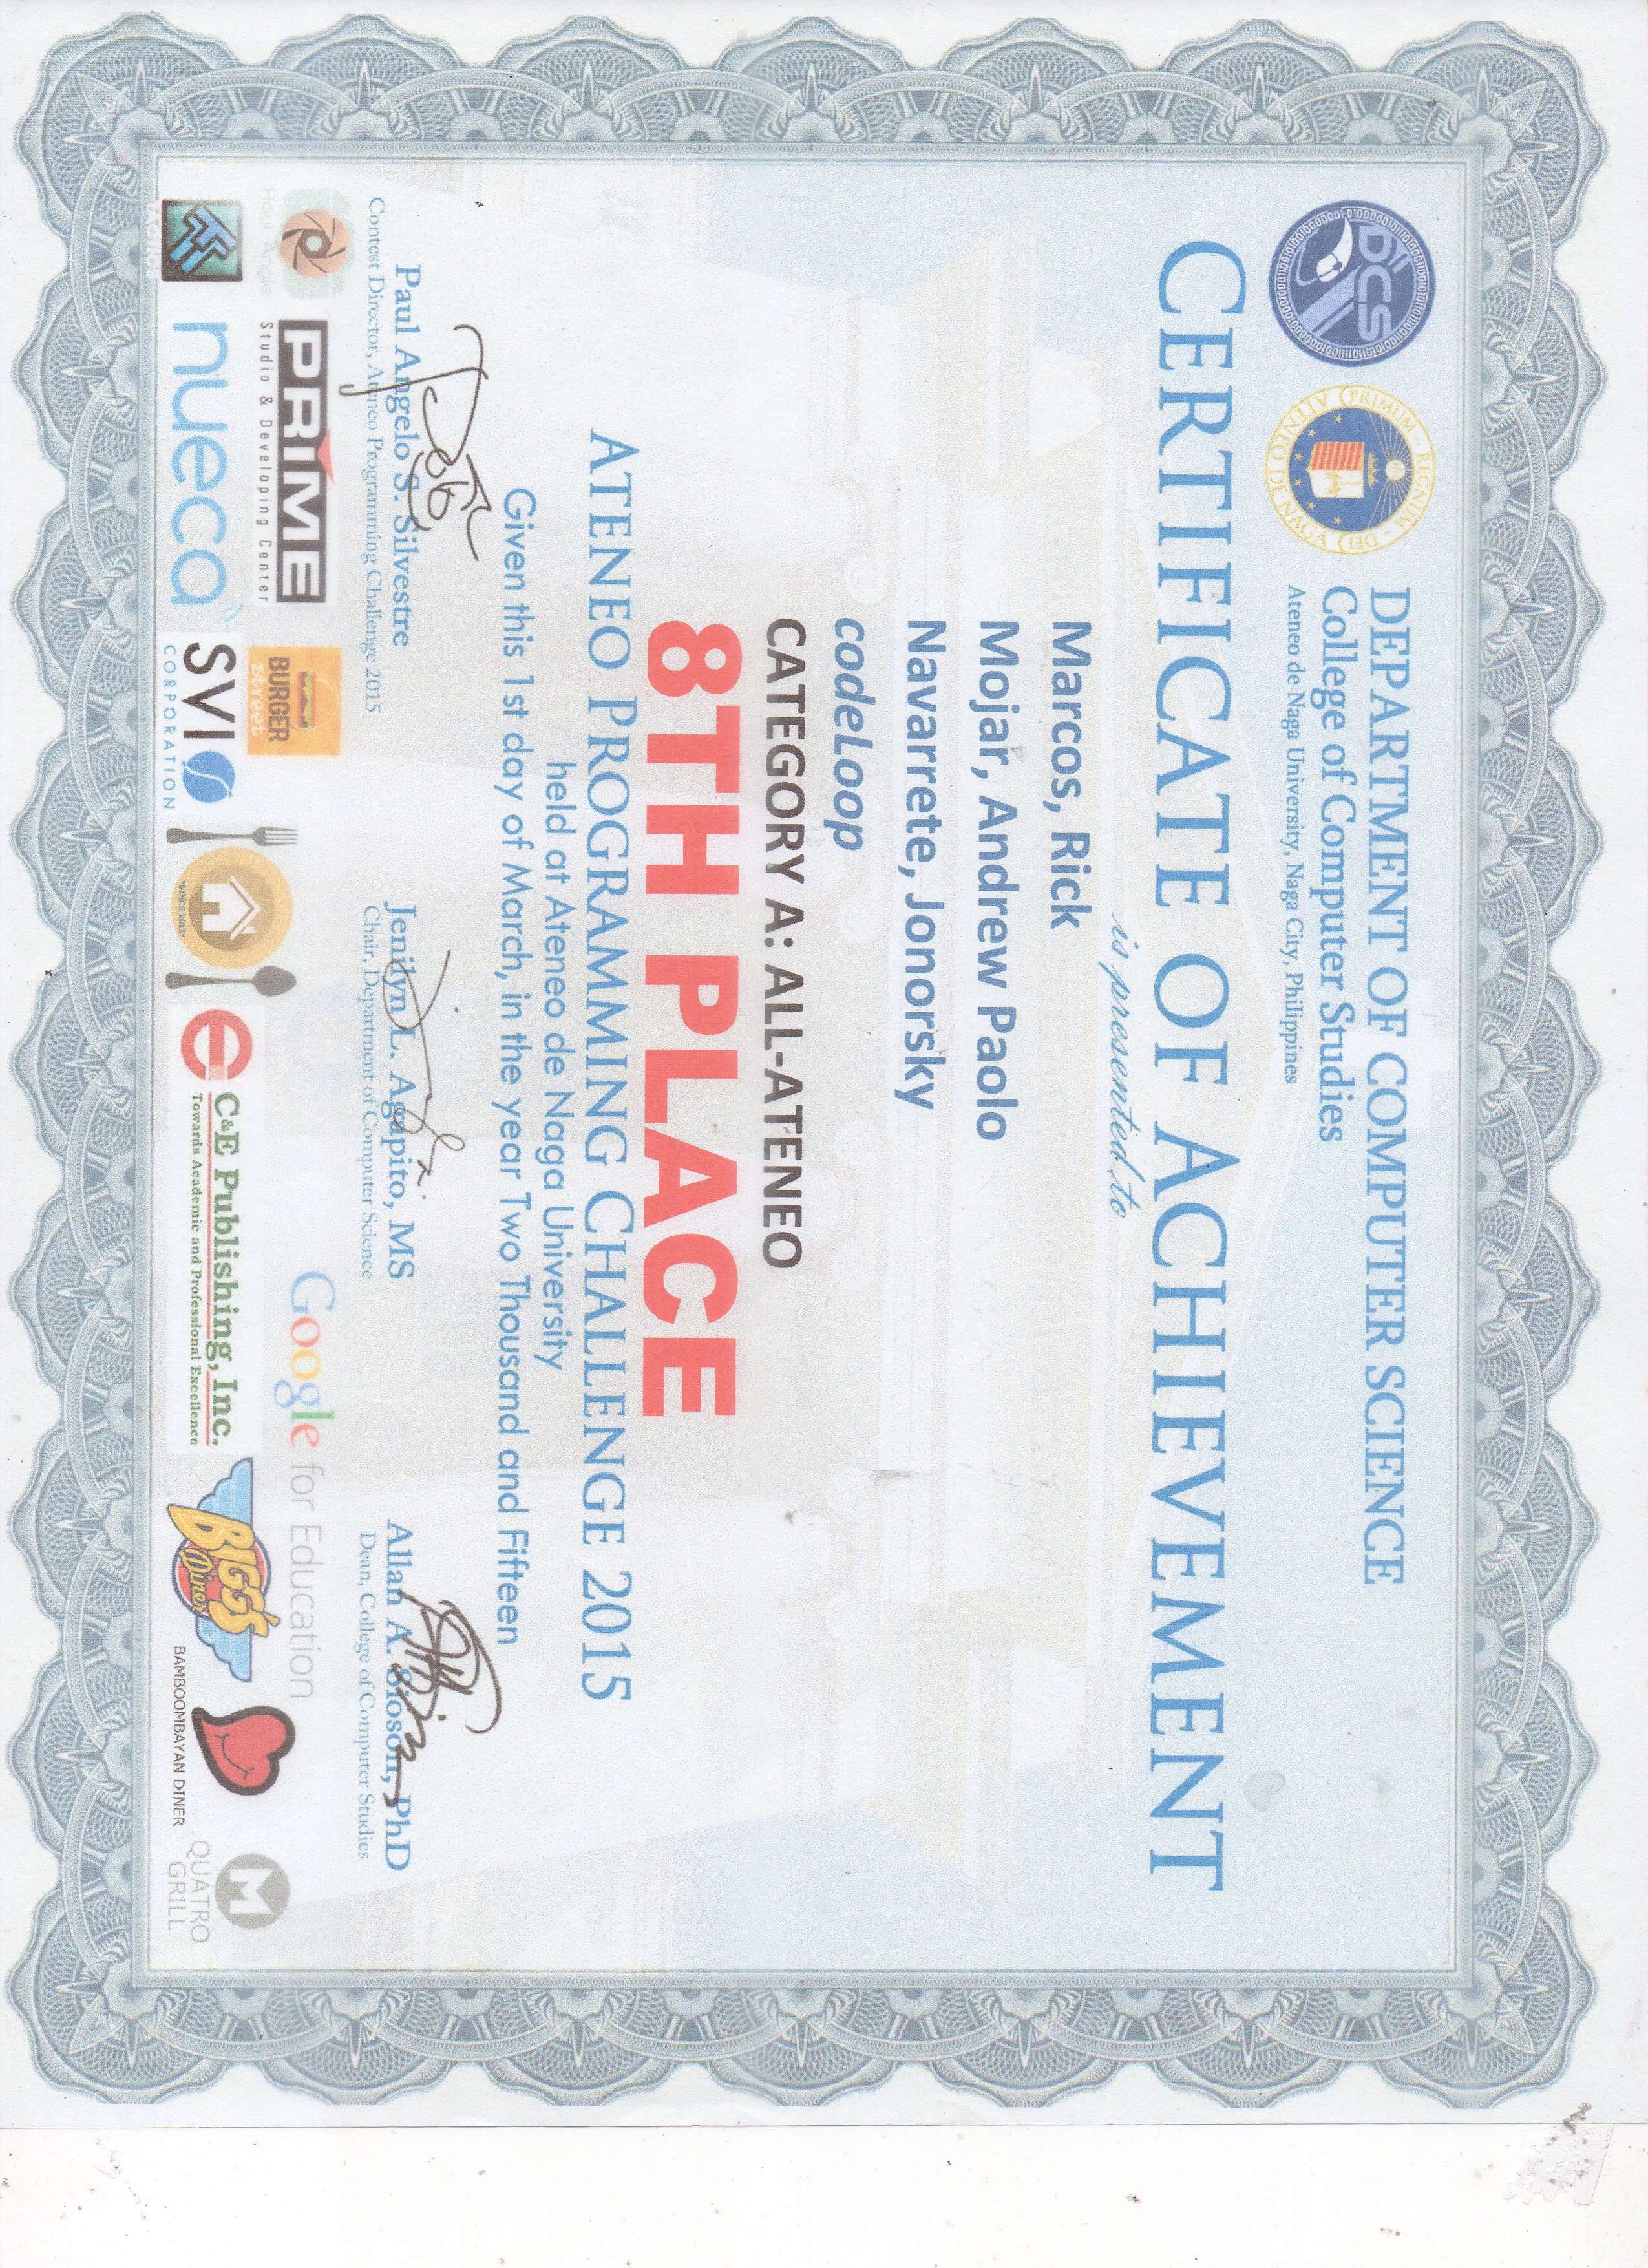 DCS
PRIMUM ~ REGNUM ~ DEI
ATENEO DE NAGA
DEPARTMENT OF COMPUTER SCIENCE
College of Computer Studies
Ateneo de Naga University, Naga City, Philippines
CERTIFICATE OF ACHIEVEMENT
is presented to
Marcos, Rick
Mojar, Andrew Paolo
Navarrete, Jonorsky
codeLoop
CATEGORY A: ALL-ATENEO
8TH PLACE
ATENEO PROGRAMMING CHALLENGE 2015
held at Ateneo de Naga University
Given this 1st day of March, in the year Two Thousand and Fifteen
Paul Angelo S. Silvestre
Contest Director, Ateneo Programming Challenge 2015
Jenilyn L. Agapito, MS
Chair, Department of Computer Science
Allan A. Sioson, PhD
Dean, College of Computer Studies
PRIME
Studio & Developing Center
BURGER
street
Google for Education
nueca
SVI
CORPORATION
"SINCE 2013"
C&E Publishing, Inc.
Towards Academic and Professional Excellence
BIGG'S
Diner
BAMBOOMBAYAN DINER
M
QUATRO
GRILL